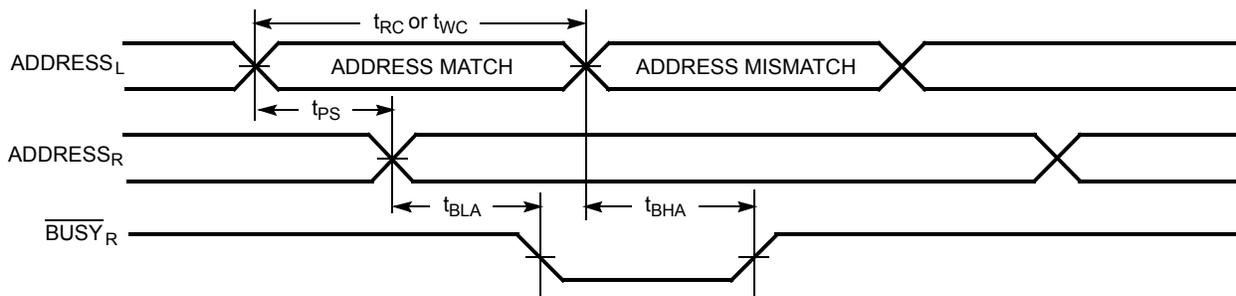 tRC or tWC
ADDRESSL
ADDRESS MATCH
ADDRESS MISMATCH
tPS
ADDRESSR
tBLA
tBHA
BUSYR